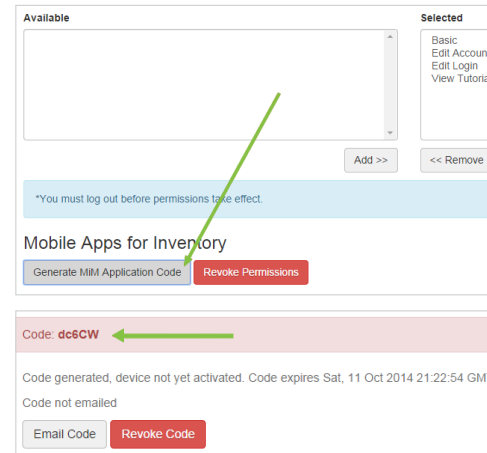 Available
Selected
Basic
Edit Accoun
Edit Login
View Tutoria
Add >>
<< Remove
*You must log out before permissions take effect.
Mobile Apps for Inventory
Generate MiM Application Code
Revoke Permissions
Code: dc6CW
Code generated, device not yet activated. Code expires Sat, 11 Oct 2014 21:22:54 GM
Code not emailed
Email Code
Revoke Code